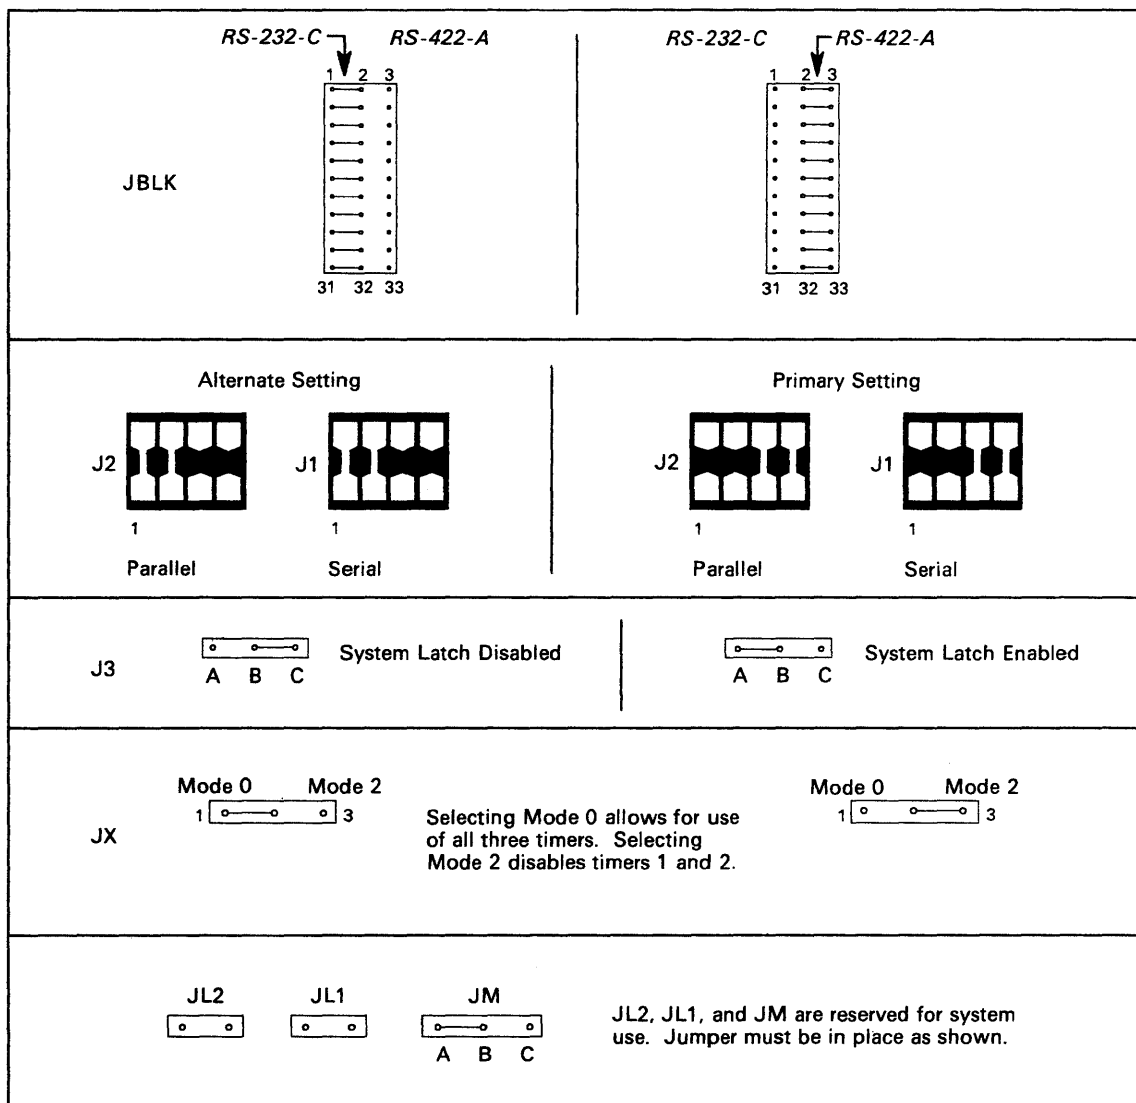 RS-232-C RS-422-A
1 2 3
JBLK
31 32 33
RS-232-C RS-422-A
1 2 3
31 32 33
Alternate Setting
J2 J1
1 1
Parallel Serial
Primary Setting
J2 J1
1 1
Parallel Serial
J3
System Latch Disabled
A B C
System Latch Enabled
A B C
JX
Mode 0 Mode 2
1 3
Selecting Mode 0 allows for use
of all three timers. Selecting
Mode 2 disables timers 1 and 2.
Mode 0 Mode 2
1 3
JL2 JL1 JM
A B C
JL2, JL1, and JM are reserved for system
use. Jumper must be in place as shown.